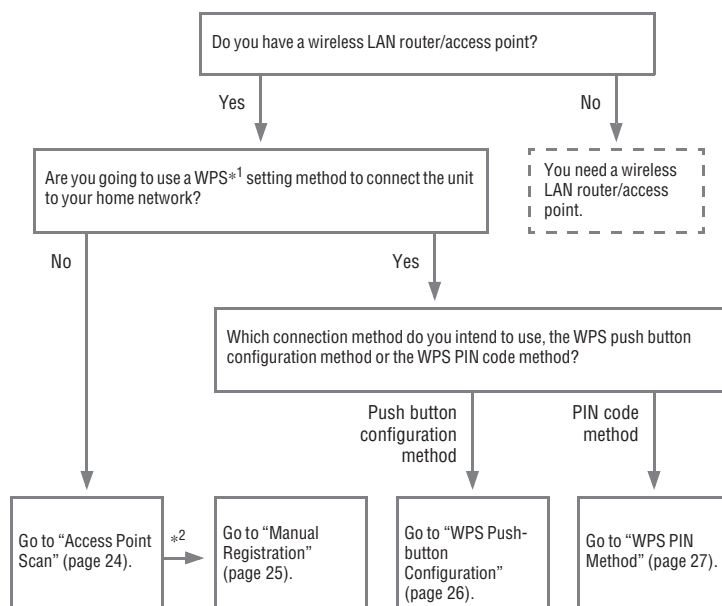 Do you have a wireless LAN router/access point?
Yes
No
Are you going to use a WPS*1 setting method to connect the unit
to your home network?
You need a wireless
LAN router/access
point.
No
Yes
Which connection method do you intend to use, the WPS push button
configuration method or the WPS PIN code method?
Push button
configuration
method
PIN code
method
Go to “Access Point
Scan” (page 24).
*2
Go to “Manual
Registration”
(page 25).
Go to “WPS Push-
button
Configuration”
(page 26).
Go to “WPS PIN
Method” (page 27).